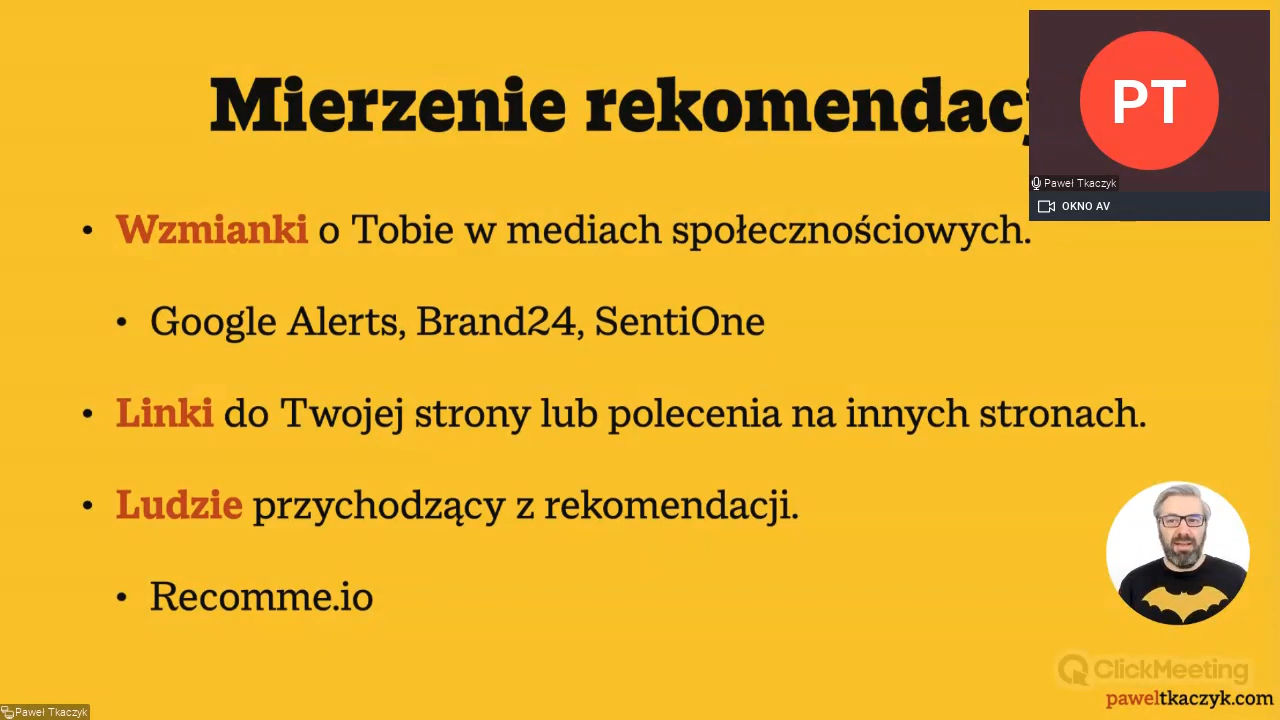 Mierzenie rekomendacj
PT
Paweł Tkaczyk
OKNO AV
• Wzmianki o Tobie w mediach społecznościowych.
• Google Alerts, Brand24, SentiOne
• Linki do Twojej strony lub polecenia na innych stronach.
• Ludzie przychodzący z rekomendacji.
• Recomme.io
ClickMeeting
paweltkaczyk.com
Paweł Tkaczyk